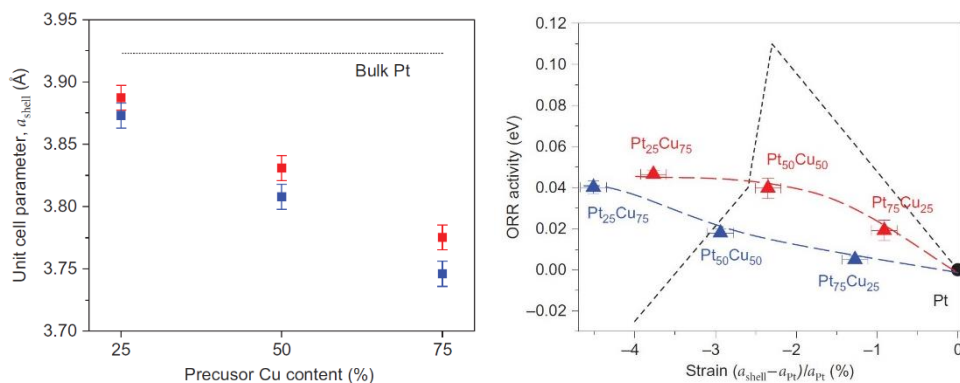 3.95
3.90
3.85
3.80
3.75
3.70
Unit cell parameter, a_shell (Å)
Bulk Pt
25
50
75
Precusor Cu content (%)
0.12
0.10
0.08
0.06
0.04
0.02
0.00
−0.02
ORR activity (eV)
Pt25Cu75
Pt50Cu50
Pt75Cu25
Pt25Cu75
Pt50Cu50
Pt75Cu25
Pt
−4
−3
−2
−1
0
Strain (a_shell−a_Pt)/a_Pt (%)